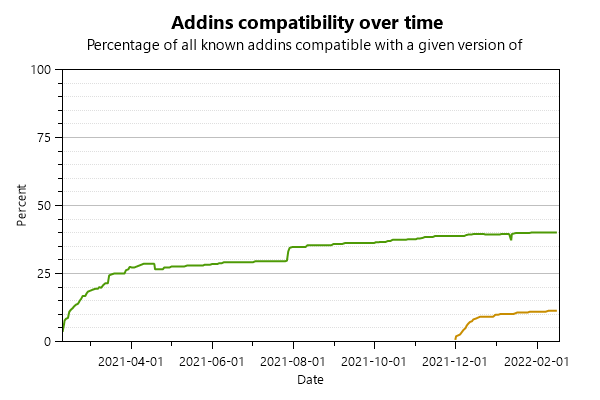 Addins compatibility over time
Percentage of all known addins compatible with a given version of
100
75
50
25
0
Percent
2021-04-01 2021-06-01 2021-08-01 2021-10-01 2021-12-01 2022-02-01
Date